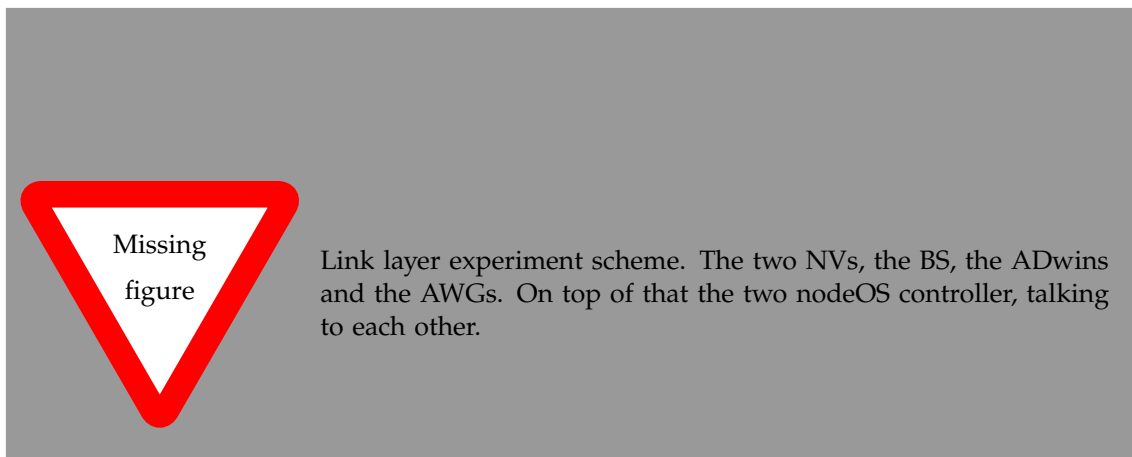 Missing
figure
Link layer experiment scheme. The two NVs, the BS, the ADwins
and the AWGs. On top of that the two nodeOS controller, talking
to each other.